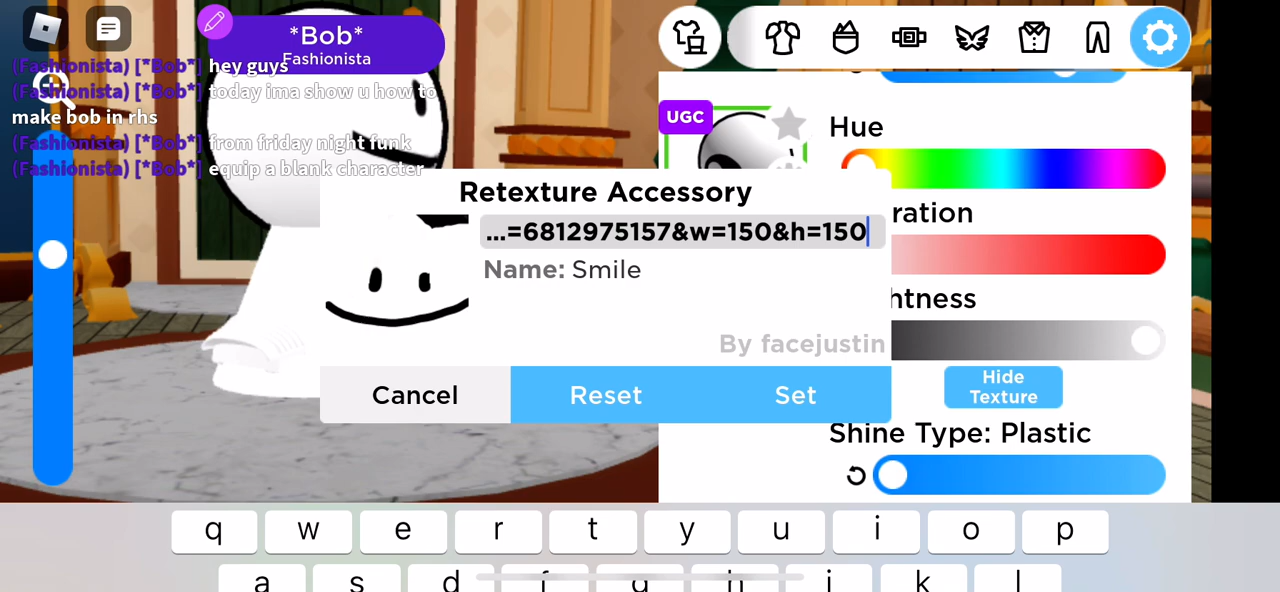 *Bob*
Fashionista
(Fashionista) [*Bob*] hey guys
(Fashionista) [*Bob*] today ima show u how to
make bob in rhs
(Fashionista) [*Bob*] from friday night funk
(Fashionista) [*Bob*] equip a blank character
UGC
Hue
Retexture Accessory
...=6812975157&w=150&h=150
ration
Name: Smile
htness
By facejustin
Cancel
Reset
Set
Hide
Texture
Shine Type: Plastic
q w e r t y u i o p
a s d f g h j k l